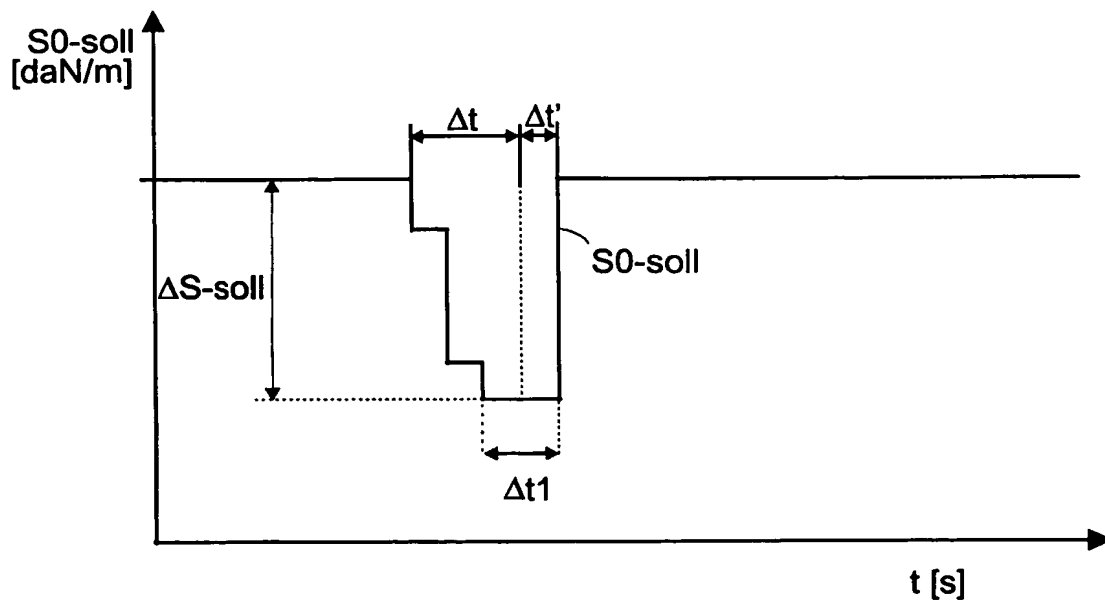 S0-soll
[daN/m]
Δt
Δt'
S0-soll
ΔS-soll
Δt1
t [s]